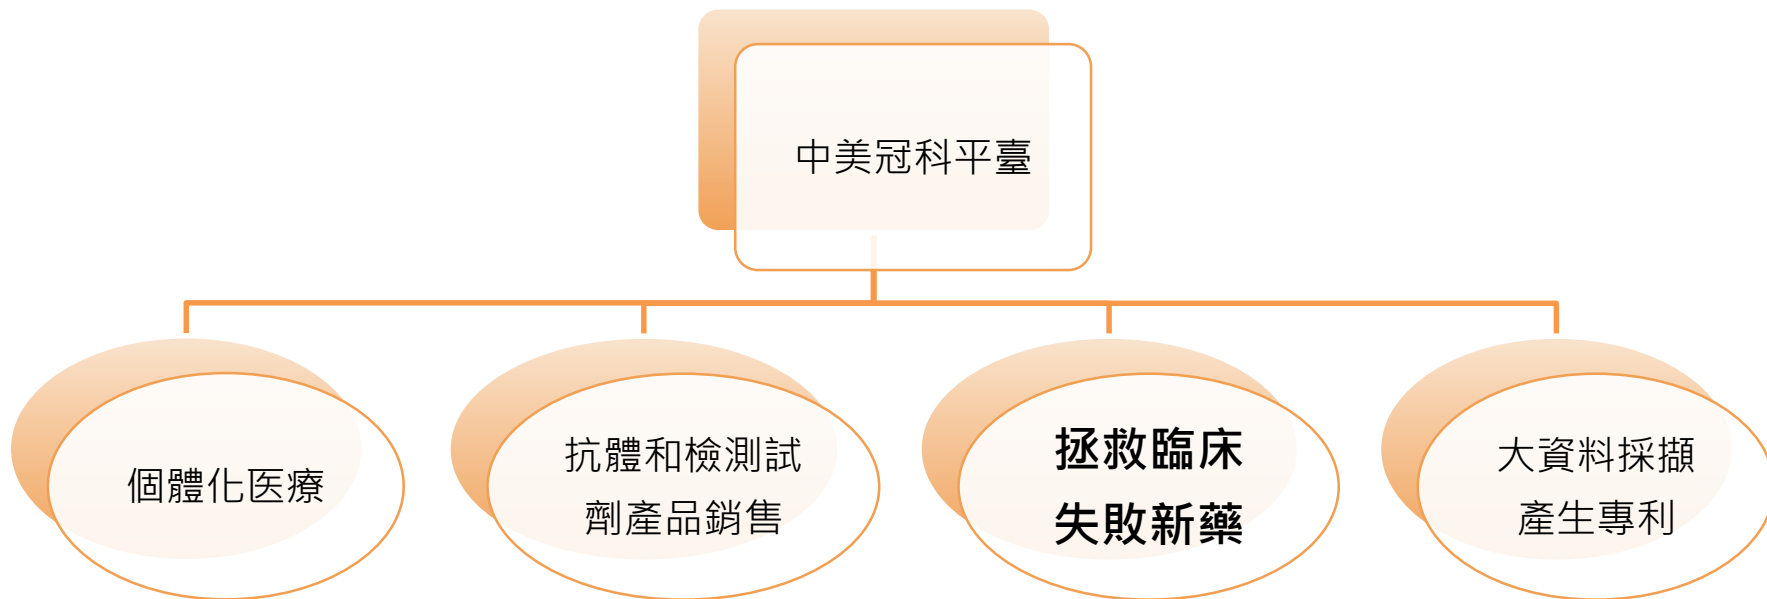 中美冠科平臺
個體化医療
抗體和檢測試
劑產品銷售
拯救臨床
失敗新藥
大資料採擷
產生專利